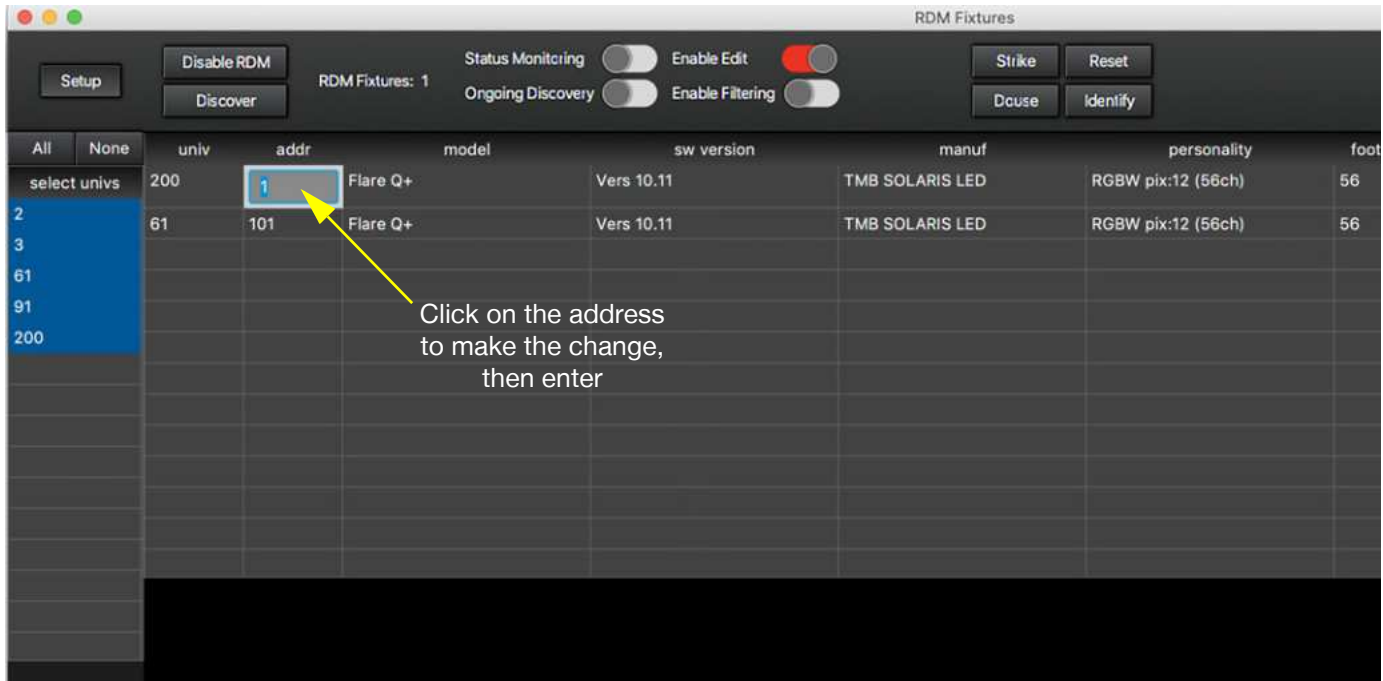 RDM Fixtures
Setup
Disable RDM
Discover
RDM Fixtures: 1
Status Monitoring
Enable Edit
Ongoing Discovery
Enable Filtering
Strike
Reset
Douse
Identify
All None univ addr model sw version manuf personality foot
select univs
200 1 Flare Q+ Vers 10.11 TMB SOLARIS LED RGBW pix:12 (56ch) 56
2
61 101 Flare Q+ Vers 10.11 TMB SOLARIS LED RGBW pix:12 (56ch) 56
3
61
91
200
Click on the address
to make the change,
then enter